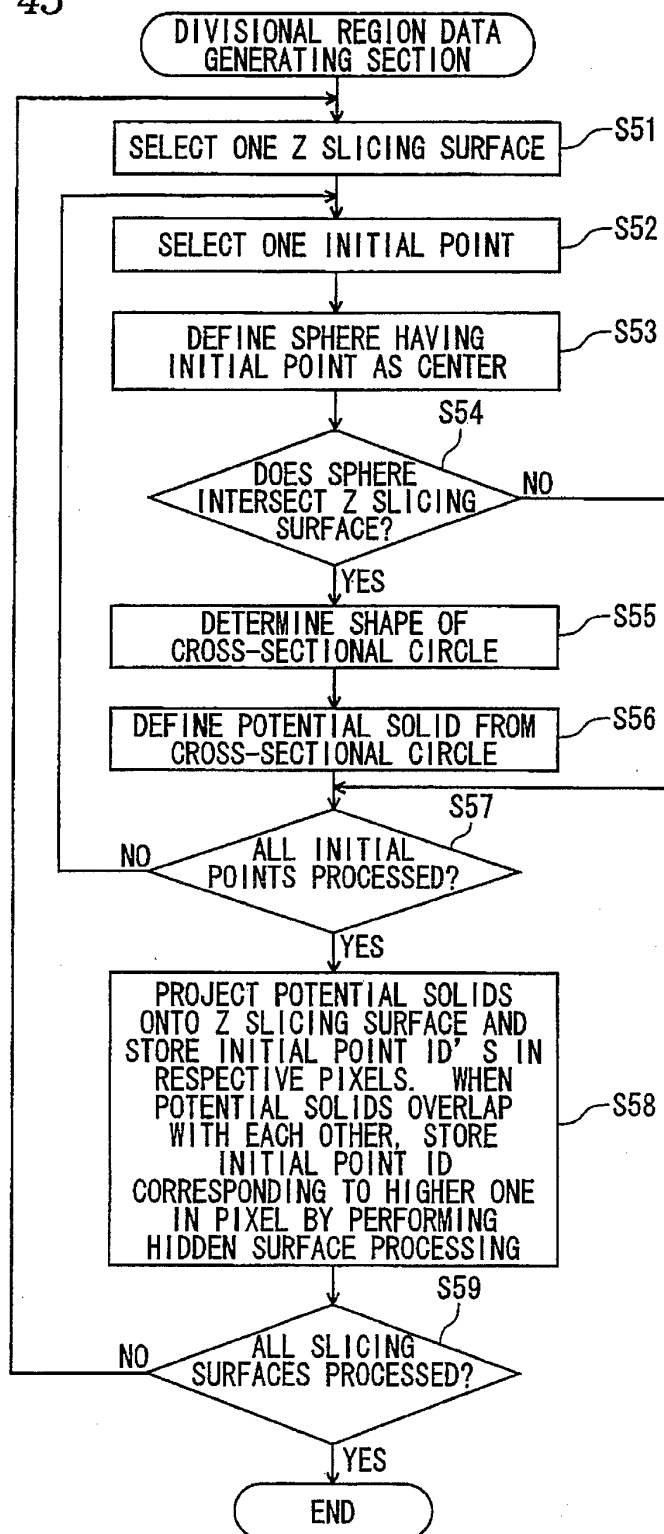 45
DIVISIONAL REGION DATA
GENERATING SECTION
SELECT ONE Z SLICING SURFACE
S51
SELECT ONE INITIAL POINT
S52
DEFINE SPHERE HAVING
INITIAL POINT AS CENTER
S53
S54
DOES SPHERE
INTERSECT Z SLICING
SURFACE?
NO
YES
DETERMINE SHAPE OF
CROSS-SECTIONAL CIRCLE
S55
DEFINE POTENTIAL SOLID FROM
CROSS-SECTIONAL CIRCLE
S56
S57
ALL INITIAL
POINTS PROCESSED?
NO
YES
PROJECT POTENTIAL SOLIDS
ONTO Z SLICING SURFACE AND
STORE INITIAL POINT ID'S IN
RESPECTIVE PIXELS. WHEN
POTENTIAL SOLIDS OVERLAP
WITH EACH OTHER, STORE
INITIAL POINT ID
CORRESPONDING TO HIGHER ONE
IN PIXEL BY PERFORMING
HIDDEN SURFACE PROCESSING
S58
S59
ALL SLICING
SURFACES PROCESSED?
NO
YES
END